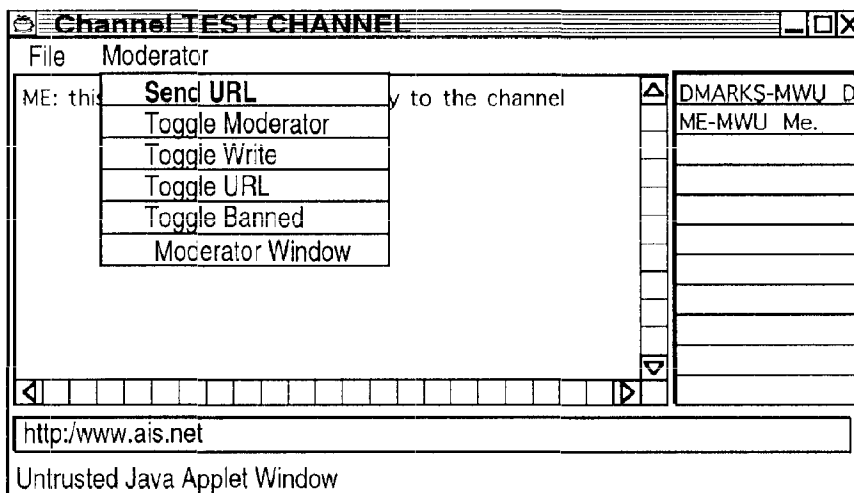 Channel TEST CHANNEL
File Moderator
ME: this y to the channel
Send URL
Toggle Moderator
Toggle Write
Toggle URL
Toggle Banned
Moderator Window
DMARKS-MWU D
ME-MWU Me.
http:/www.ais.net
Untrusted Java Applet Window